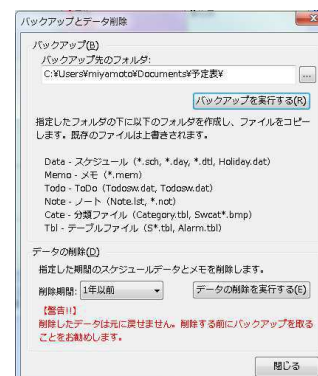 バックアップとデータ削除
バックアップ(B)
バックアップ先のフォルダ:
C:¥Users¥miyamoto¥Documents¥予定表¥
...
バックアップを実行する(R)
指定したフォルダの下に以下のフォルダを作成し、ファイルをコピー
します。既存のファイルは上書きされます。
Data - スケジュール (*.sch, *.day, *.dtl, Holiday.dat)
Memo - メモ (*.mem)
Todo - ToDo (Todosw.dat, Todosw.dat)
Note - ノート (Note.lst, *.not)
Cate - 分類ファイル (Category.tbl, Swcat*.bmp)
Tbl - テーブルファイル (S*.tbl, Alarm.tbl)
データの削除(D)
指定した期間のスケジュールデータとメモを削除します。
削除期間: 1年以前 データの削除を実行する(E)
【警告!!】
削除したデータは元に戻せません。削除する前にバックアップを取る
ことをお勧めします。
閉じる